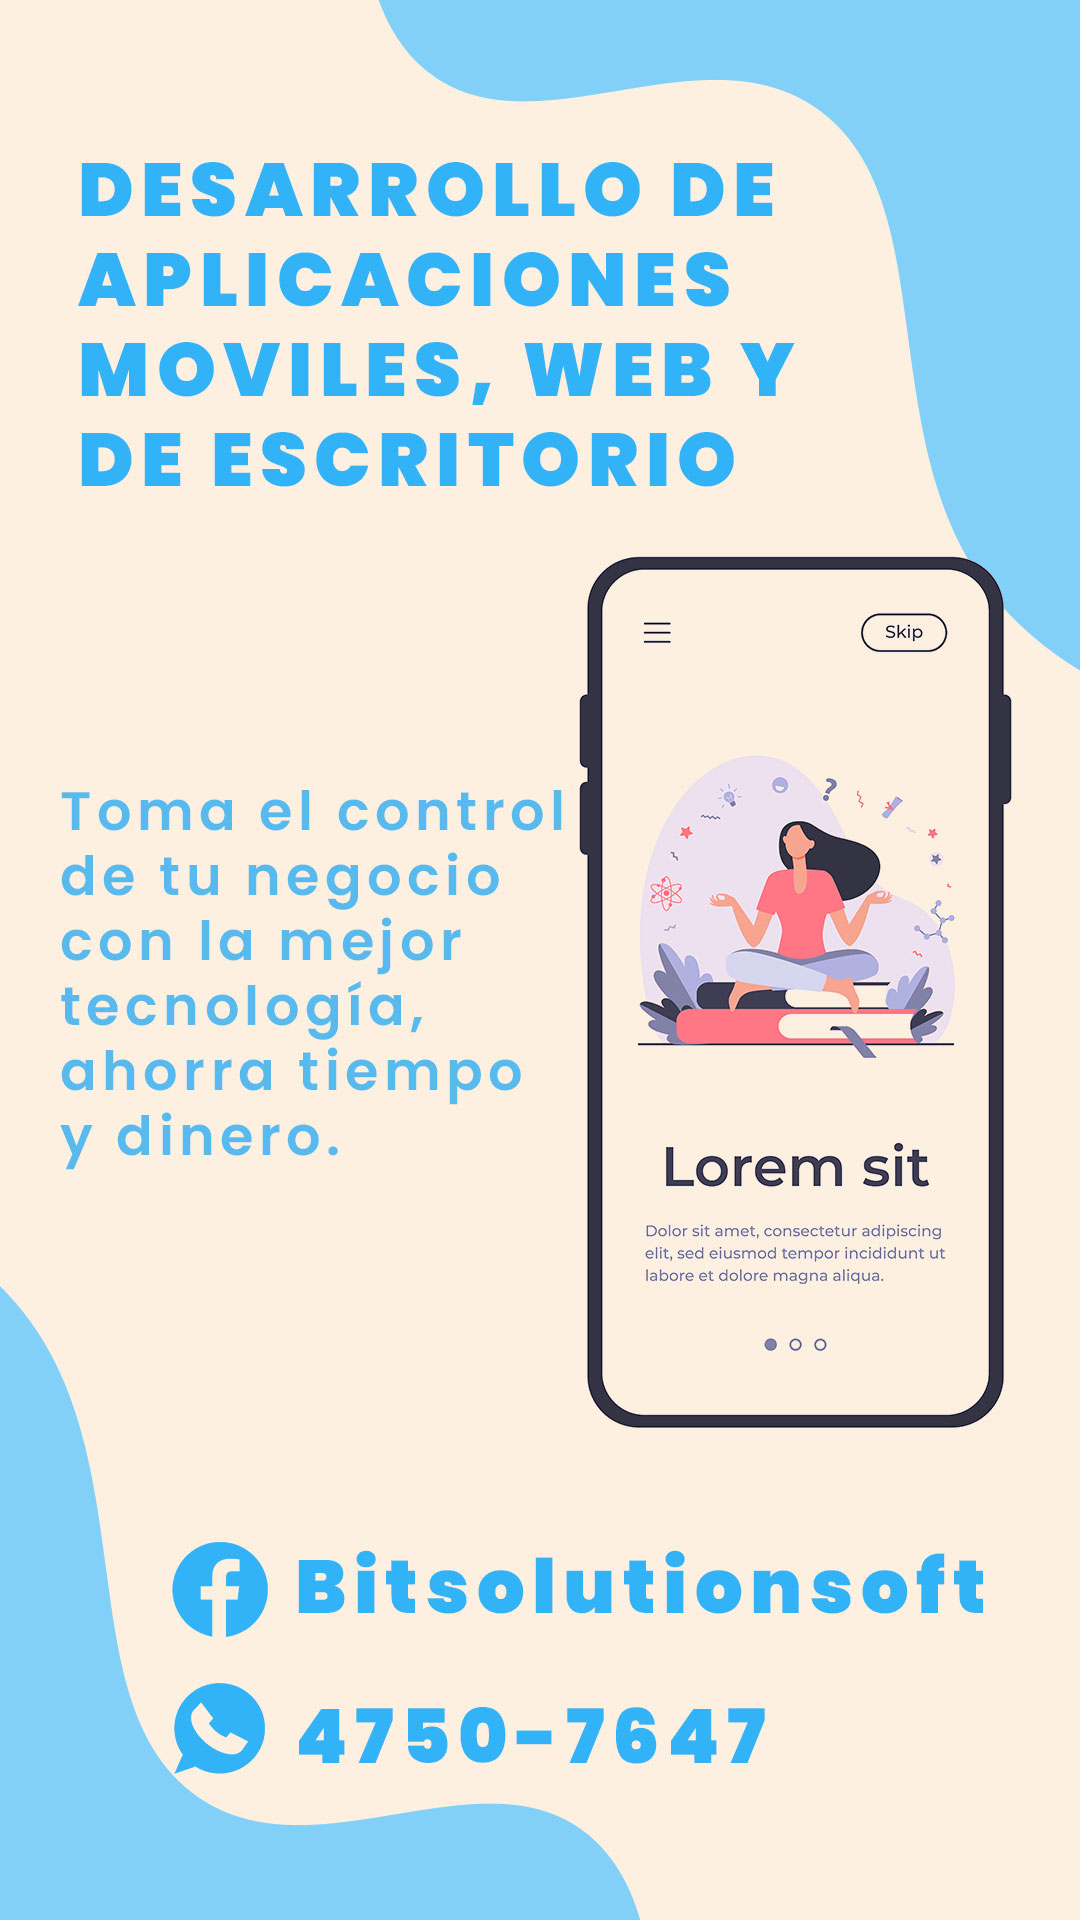 DESARROLLO DE
APLICACIONES
MOVILES, WEB Y
DE ESCRITORIO
Skip
Toma el control
de tu negocio
con la mejor
tecnología,
ahorra tiempo
y dinero.
Lorem sit
Dolor sit amet, consectetur adipiscing
elit, sed eiusmod tempor incididunt ut
labore et dolore magna aliqua.
Bitsolutionsoft
4750-7647